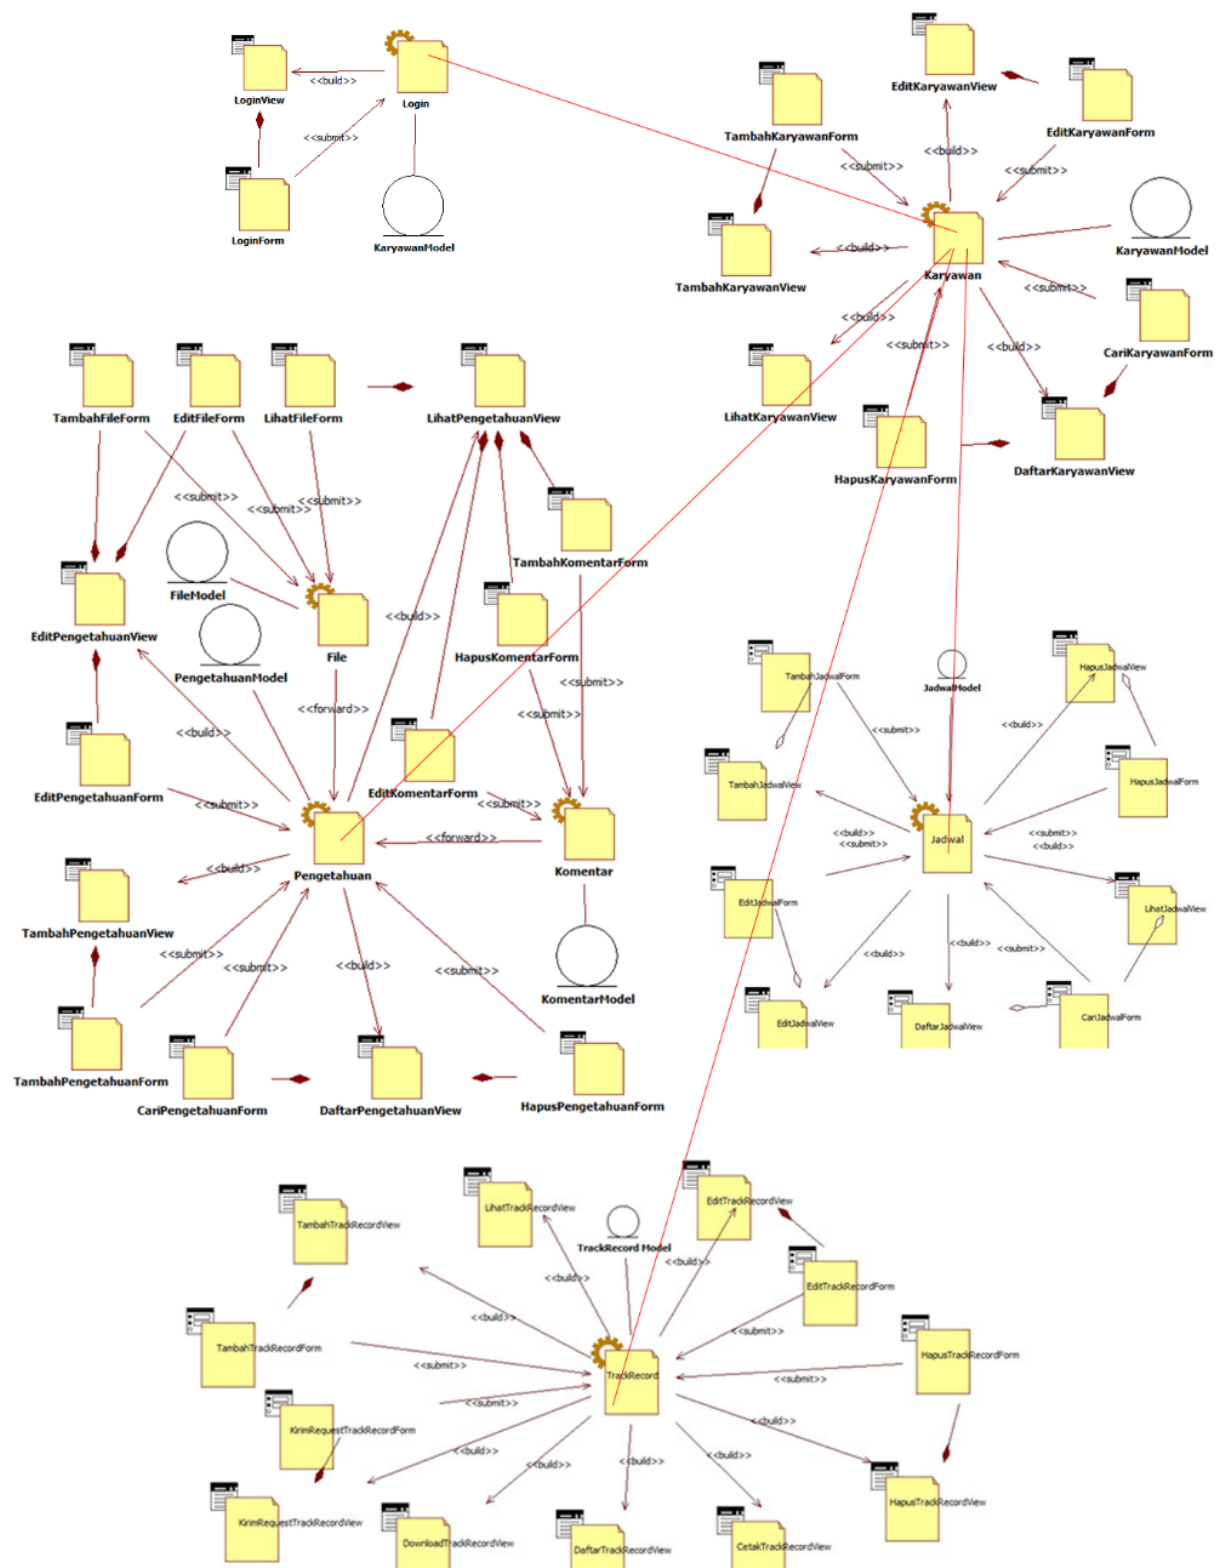 LoginView
<<build>>
Login
<<submit>>
LoginForm
KaryawanModel
EditKaryawanView
TambahKaryawanForm
EditKaryawanForm
<<build>>
<<submit>>
<<submit>>
KaryawanModel
<<build>>
TambahKaryawanView
Karyawan
<<submit>>
<<build>>
<<submit>>
<<build>>
CariKaryawanForm
LihatKaryawanView
HapusKaryawanForm
DaftarKaryawanView
TambahFileForm
EditFileForm
LihatFileForm
LihatPengetahuanView
<<submit>>
<<submit>>
<<submit>>
TambahKomentarForm
FileModel
<<build>>
EditPengetahuanView
File
HapusKomentarForm
PengetahuanModel
<<submit>>
<<forward>>
<<submit>>
<<build>>
EditPengetahuanForm
EditKomentarForm
<<submit>>
<<submit>>
<<forward>>
<<build>>
Pengetahuan
Komentar
TambahPengetahuanView
<<submit>>
<<submit>>
<<build>>
<<submit>>
KomentarModel
TambahPengetahuanForm
CariPengetahuanForm
DaftarPengetahuanView
HapusPengetahuanForm
TambahJadwalForm
JadwalModel
HapusJadwalView
<<submit>>
<<build>>
TambahJadwalView
HapusJadwalForm
<<build>>
<<submit>>
Jadwal
<<submit>>
<<build>>
EditJadwalForm
LihatJadwalView
<<build>>
<<build>>
<<submit>>
EditJadwalView
DaftarJadwalView
CariJadwalForm
TambahTrackRecordView
LihatTrackRecordView
TrackRecord Model
EditTrackRecordView
<<build>>
<<build>>
<<build>>
EditTrackRecordForm
TambahTrackRecordForm
<<submit>>
<<submit>>
TrackRecord
HapusTrackRecordForm
<<submit>>
<<submit>>
KirimRequestTrackRecordForm
<<build>>
<<build>>
<<build>>
<<build>>
<<build>>
KirimRequestTrackRecordView
DownloadTrackRecordView
DaftarTrackRecordView
CetakTrackRecordView
HapusTrackRecordView